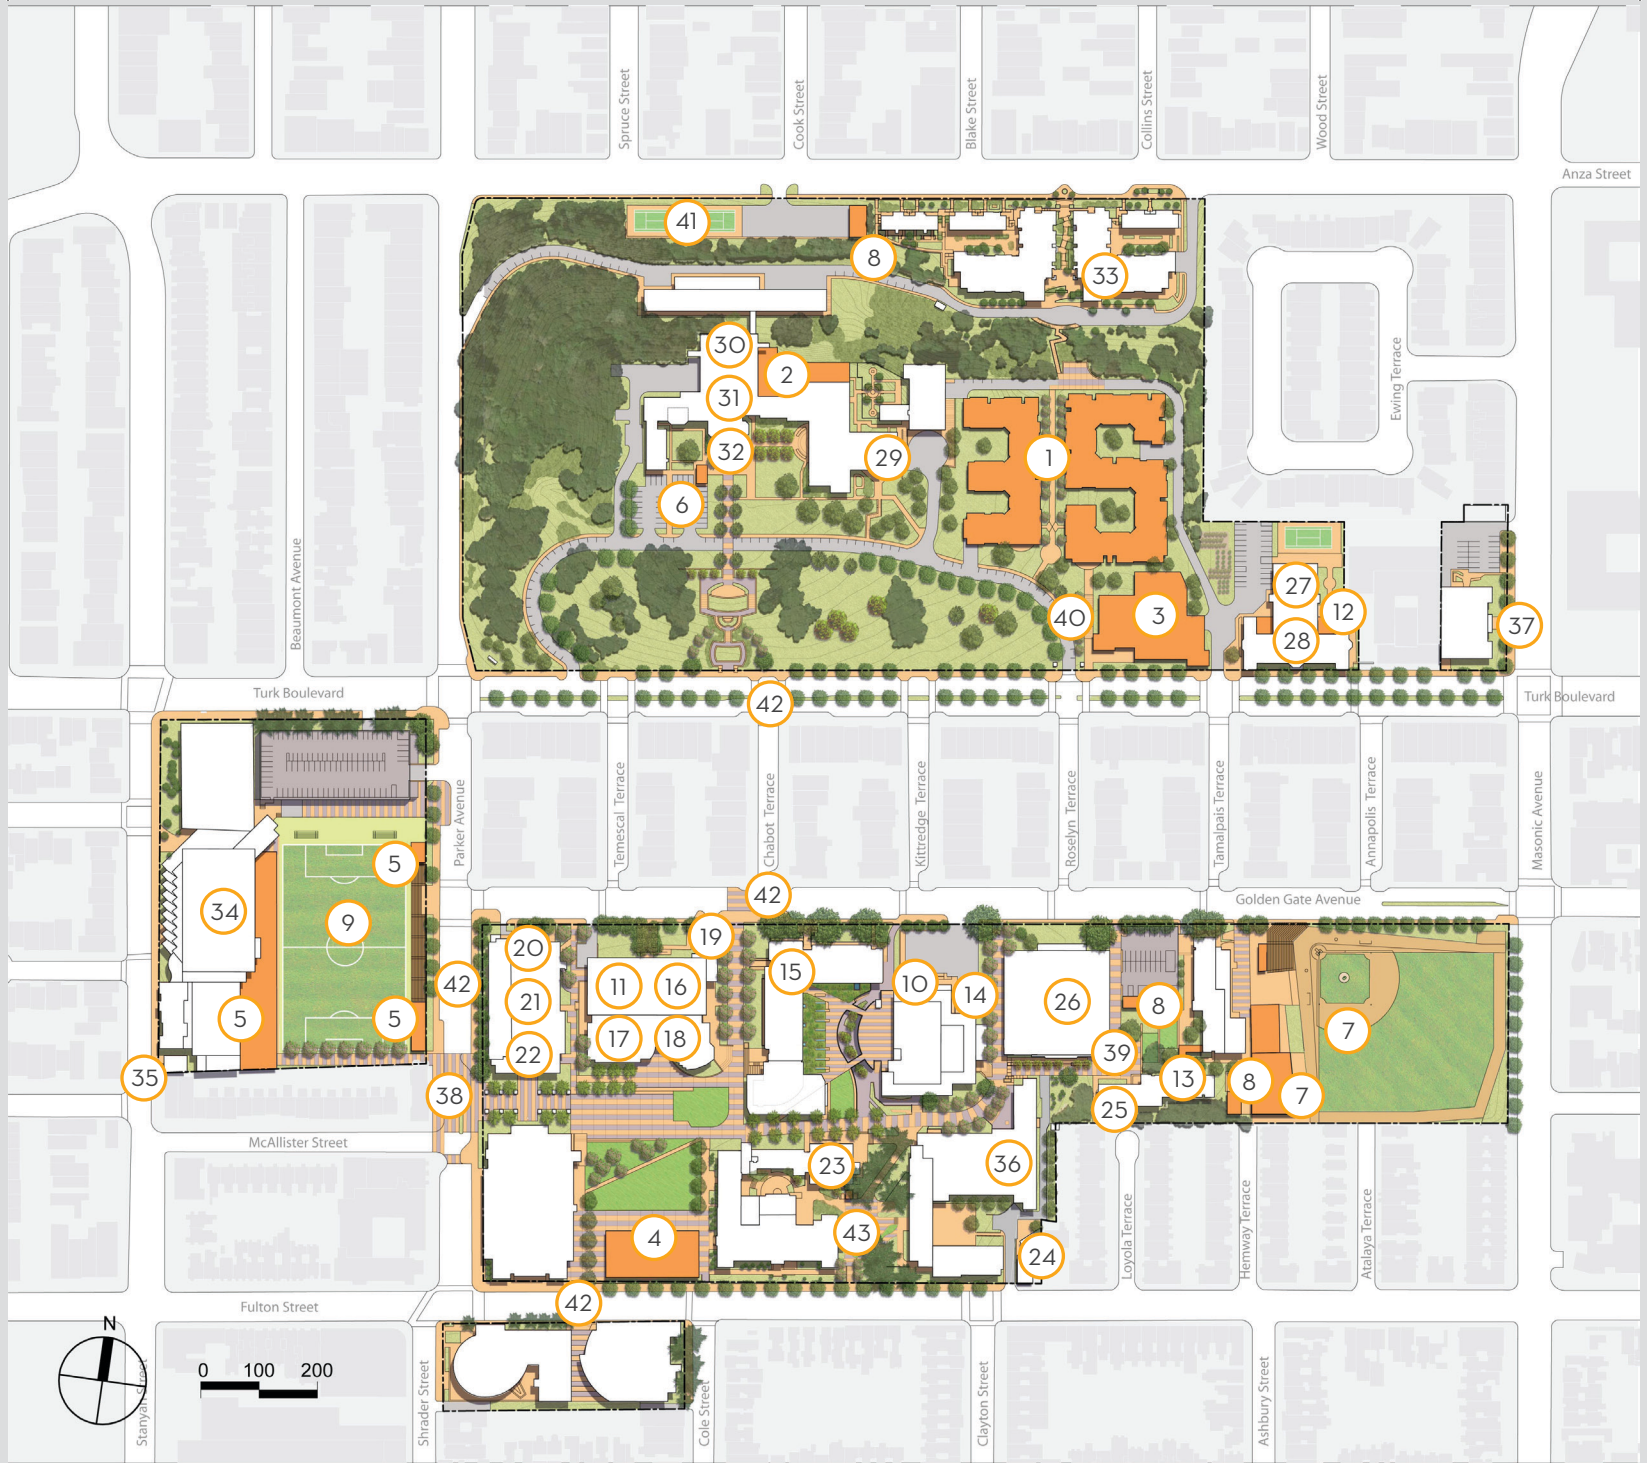 Spruce Street
Cook Street
Blake Street
Collins Street
Wood Street
Anza Street
41
8
33
30
2
31
32
29
1
6
Ewing Terrace
27
12
40
3
28
37
Beaumont Avenue
Turk Boulevard
42
Turk Boulevard
Parker Avenue
Temescal Terrace
Chabot Terrace
Kittredge Terrace
Roselyn Terrace
Tamalpais Terrace
Annapolis Terrace
Masonic Avenue
5
34
9
42
Golden Gate Avenue
20
19
15
11
16
10
14
42
21
26
8
5
5
17
18
7
22
39
35
38
13
8
7
25
McAllister Street
23
36
43
4
24
Loyola Terrace
Hemway Terrace
Atalaya Terrace
Fulton Street
42
N
0 100 200
Stanyan Street
Shrader Street
Cole Street
Clayton Street
Ashbury Street